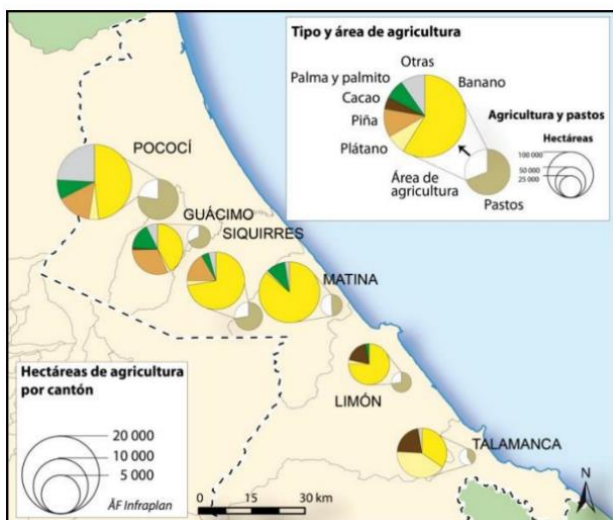 Tipo y área de agricultura
Otras
Palma y palmito
Banano
Cacao
Piña
Plátano
Agricultura y pastos
Hectáreas
100 000
50 000
25 000
Área de
agricultura
Pastos
POCOCÍ
GUÁCIMO
SIQUIRRES
MATINA
LIMÓN
TALAMANCA
Hectáreas de agricultura
por cantón
20 000
10 000
5 000
ÅF Infraplan
0 15 30 km
N